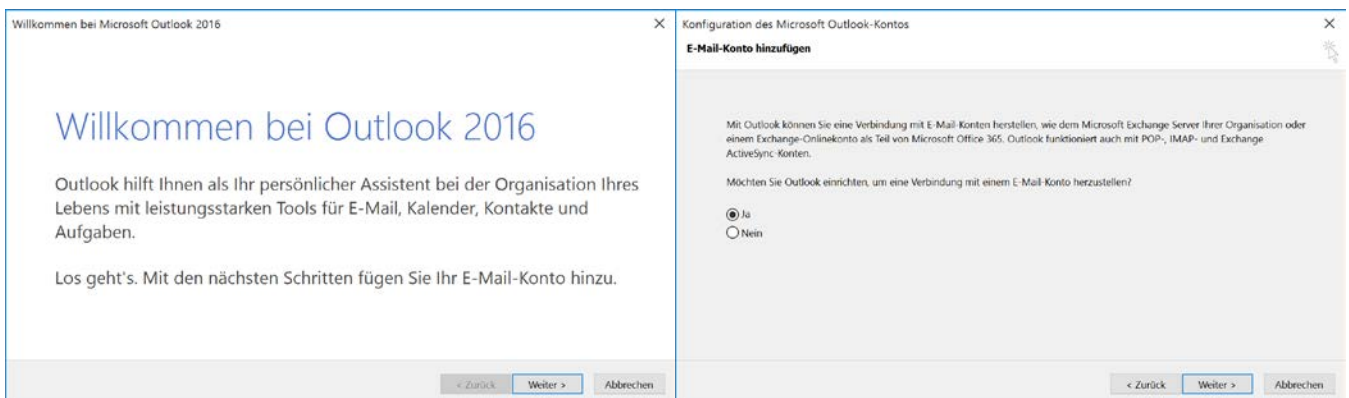 Willkommen bei Microsoft Outlook 2016
Willkommen bei Outlook 2016
Outlook hilft Ihnen als Ihr persönlicher Assistent bei der Organisation Ihres
Lebens mit leistungsstarken Tools für E-Mail, Kalender, Kontakte und
Aufgaben.
Los geht's. Mit den nächsten Schritten fügen Sie Ihr E-Mail-Konto hinzu.
< Zurück Weiter > Abbrechen
Konfiguration des Microsoft Outlook-Kontos
E-Mail-Konto hinzufügen
Mit Outlook können Sie eine Verbindung mit E-Mail-Konten herstellen, wie dem Microsoft Exchange Server Ihrer Organisation oder
einem Exchange-Onlinekonto als Teil von Microsoft Office 365. Outlook funktioniert auch mit POP-, IMAP- und Exchange
ActiveSync-Konten.
Möchten Sie Outlook einrichten, um eine Verbindung mit einem E-Mail-Konto herzustellen?
Ja
Nein
< Zurück Weiter > Abbrechen